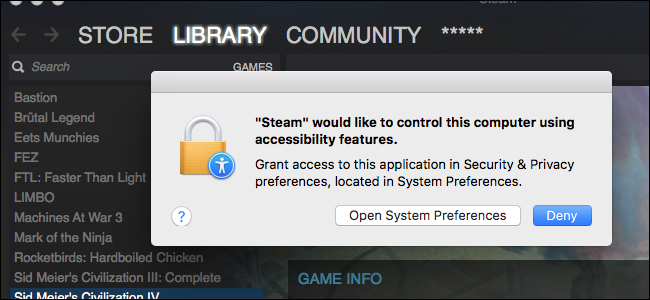 Steam
STORE LIBRARY COMMUNITY *****
Search GAMES
Bastion
Brütal Legend
Eets Munchies
FEZ
FTL: Faster Than Light
LIMBO
Machines At War 3
Mark of the Ninja
Rocketbirds: Hardboiled Chicken
Sid Meier's Civilization III: Complete
Sid Meier's Civilization IV
"Steam" would like to control this computer using
accessibility features.
Grant access to this application in Security & Privacy
preferences, located in System Preferences.
? Open System Preferences Deny
GAME INFO